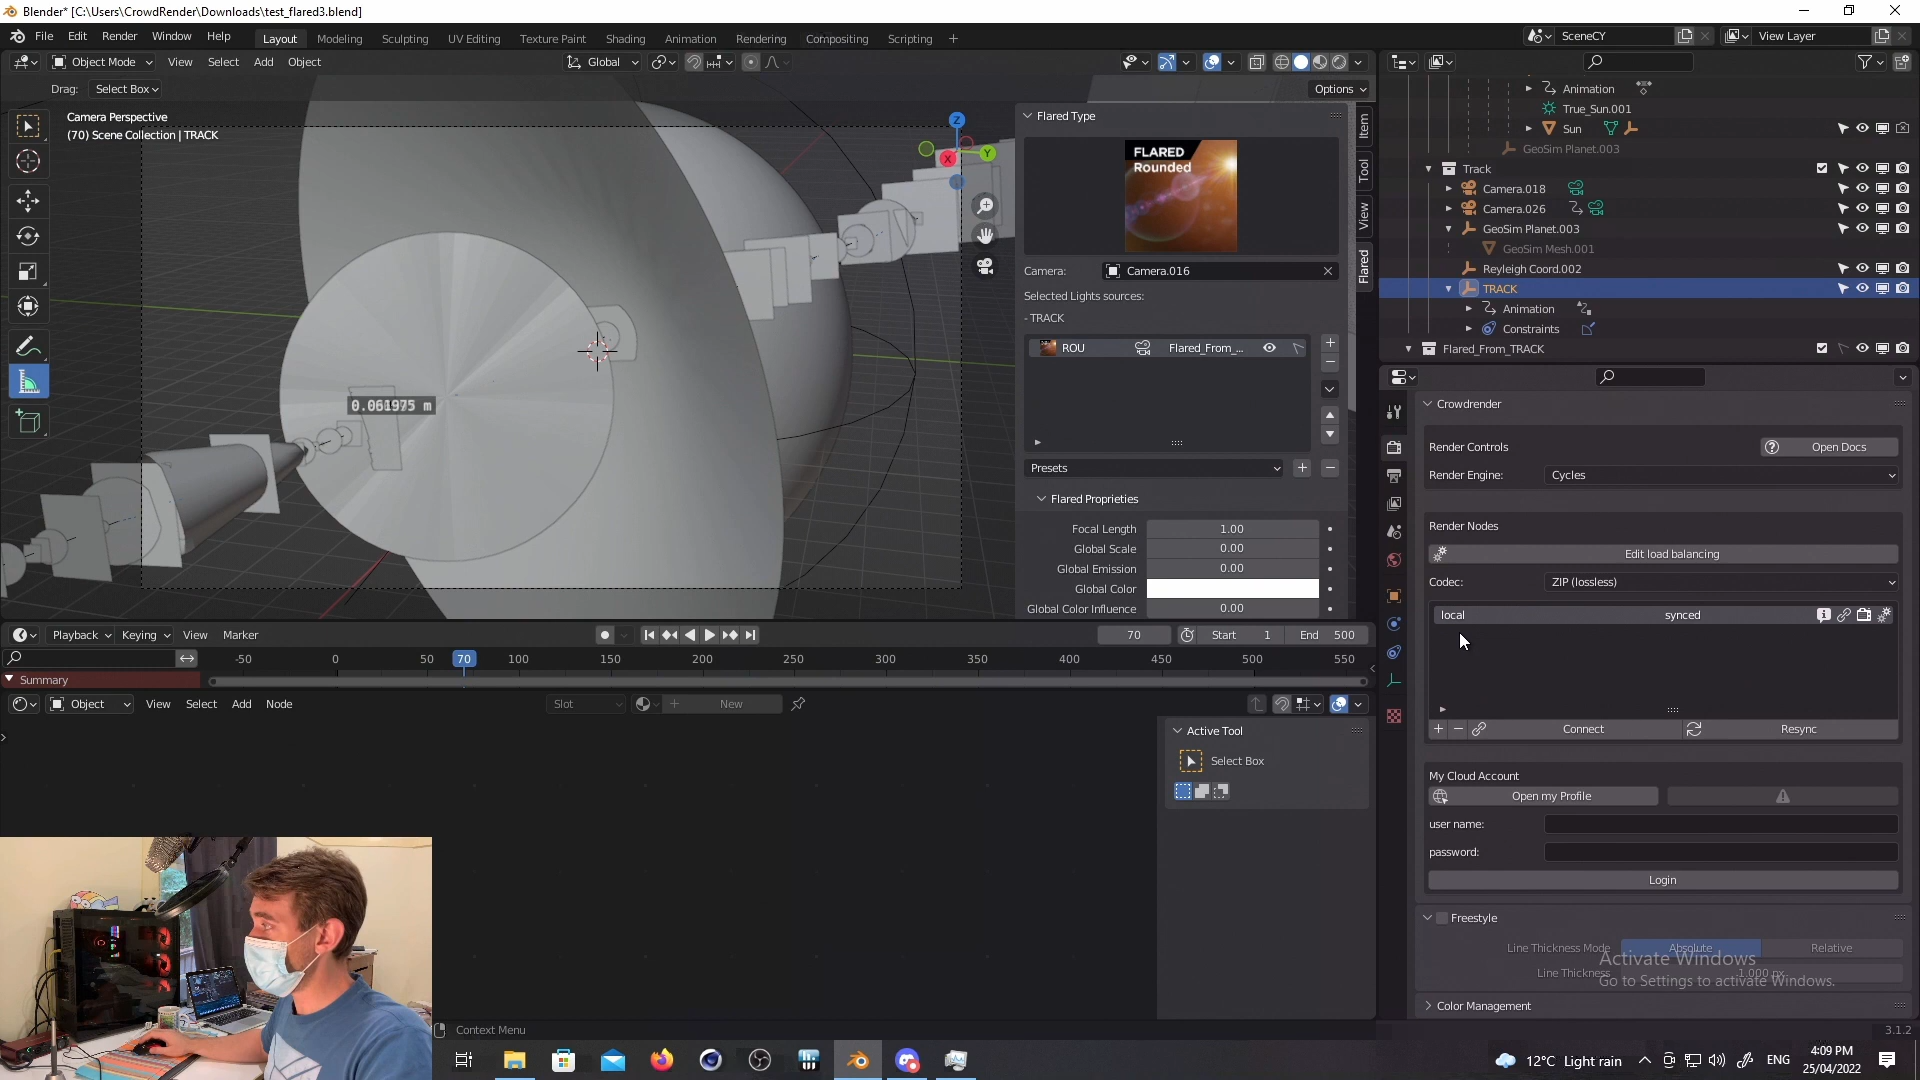 Blender* [C:\Users\CrowdRender\Downloads\test_flared3.blend]
File Edit Render Window Help Layout Modeling Sculpting UV Editing Texture Paint Shading Animation Rendering Compositing Scripting
SceneCY View Layer
Object Mode View Select Add Object Global
Drag: Select Box Options
Camera Perspective
(70) Scene Collection | TRACK
0.061975 m
X Y Z
Flared Type
FLARED
Rounded
Camera: Camera.016
Selected Lights sources:
- TRACK
ROU Flared_From_...
Presets
Flared Proprieties
Focal Length 1.00
Global Scale 0.00
Global Emission 0.00
Global Color
Global Color Influence 0.00
Item
Tool
View
Flared
Animation
True_Sun.001
Sun
GeoSim Planet.003
Track
Camera.018
Camera.026
GeoSim Planet.003
GeoSim Mesh.001
Reyleigh Coord.002
TRACK
Animation
Constraints
Flared_From_TRACK
Crowdrender
Render Controls Open Docs
Render Engine: Cycles
Render Nodes
Edit load balancing
Codec: ZIP (lossless)
local synced
Connect Resync
My Cloud Account
Open my Profile
user name:
password:
Login
Freestyle
Line Thickness Mode Absolute Relative
Line Thickness 1.000 px
Activate Windows
Go to Settings to activate Windows.
Color Management
3.1.2
Playback Keying View Marker 70 Start 1 End 500
-50 0 50 70 100 150 200 250 300 350 400 450 500 550
Summary
Object View Select Add Node Slot New
Active Tool
Select Box
Context Menu
12°C Light rain ENG 4:09 PM
25/04/2022